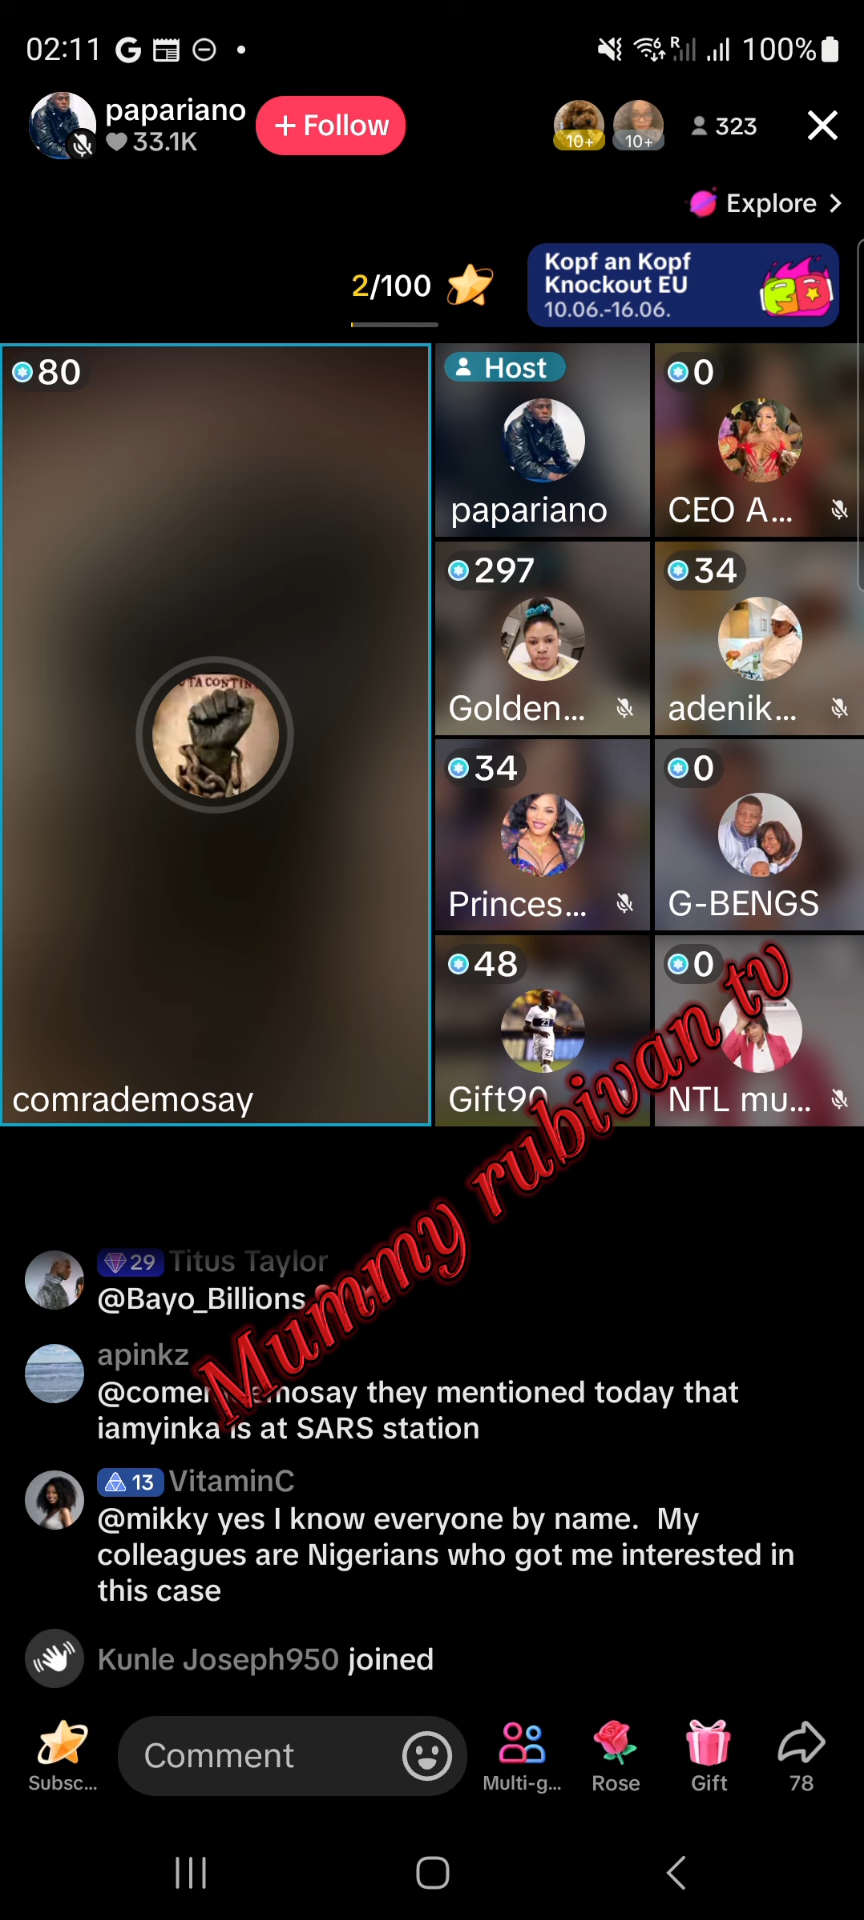 02:11
100%
papariano
33.1K
+ Follow
10+
10+
323
Explore
2/100
Kopf an Kopf
Knockout EU
10.06.-16.06.
80
comrademosay
Host
papariano
0
CEO A...
297
Golden...
34
adenik...
34
Princes...
0
G-BENGS
48
Gift90
0
NTL mu...
Mummy rubivan tv
29 Titus Taylor
@Bayo_Billions
apinkz
they mentioned today that
iamyinka is at SARS station
13 VitaminC
@mikky yes I know everyone by name. My
colleagues are Nigerians who got me interested in
this case
Kunle Joseph950 joined
Subsc...
Comment
Multi-g...
Rose
Gift
78